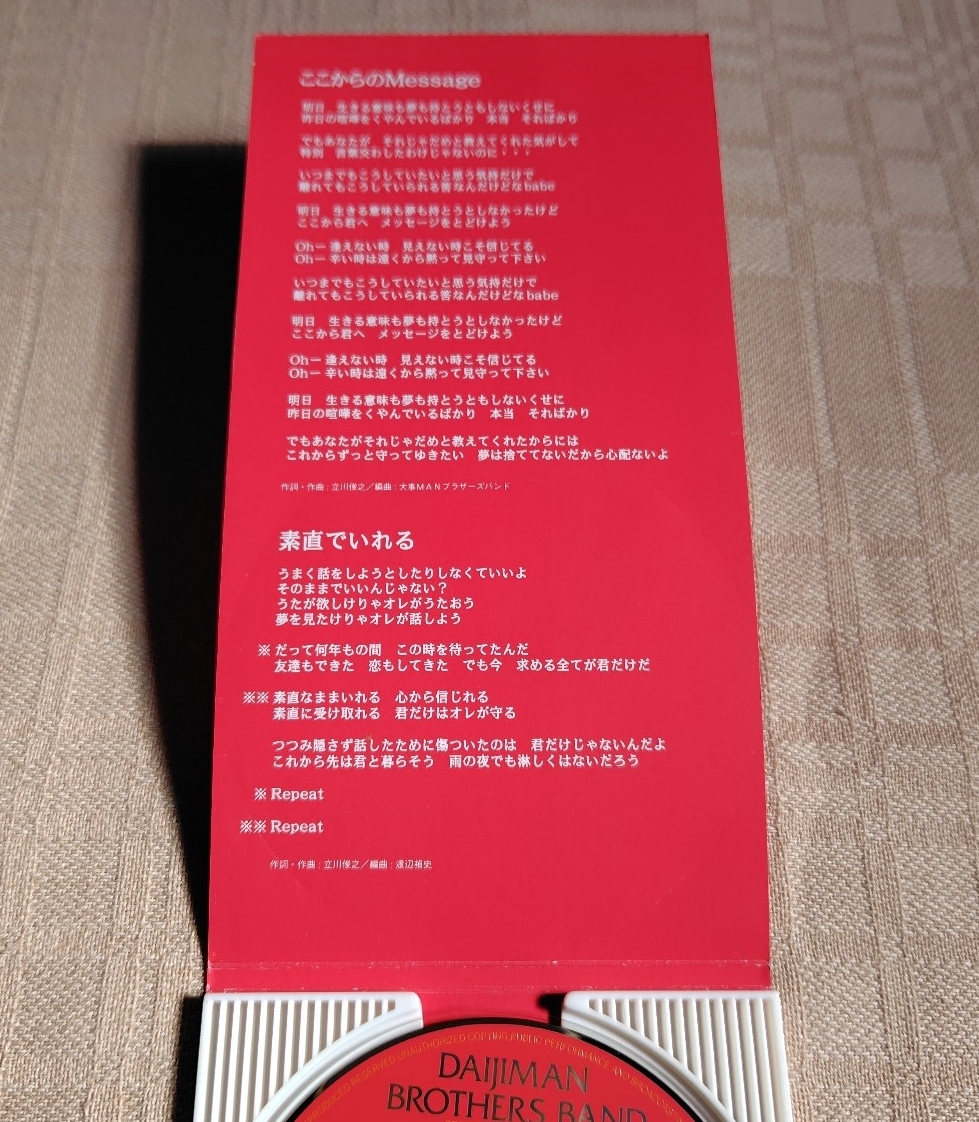 ここからのMessage
明日　生きる意味も夢も持とうともしないくせに
昨日の喧嘩をくやんでいるばかり　本当　そればかり
でもあなたが　それじゃだめと教えてくれた気がして
特別　言葉交わしたわけじゃないのに・・・
いつまでもこうしていたいと思う気持だけで
離れてもこうしていられる筈なんだけどなbabe
明日　生きる意味も夢も持とうとしなかったけど
ここから君へ　メッセージをとどけよう
Oh— 逢えない時　見えない時こそ信じてる
Oh— 辛い時は遠くから黙って見守って下さい
いつまでもこうしていたいと思う気持だけで
離れてもこうしていられる筈なんだけどなbabe
明日　生きる意味も夢も持とうとしなかったけど
ここから君へ　メッセージをとどけよう
Oh— 逢えない時　見えない時こそ信じてる
Oh— 辛い時は遠くから黙って見守って下さい
明日　生きる意味も夢も持とうともしないくせに
昨日の喧嘩をくやんでいるばかり　本当　そればかり
でもあなたがそれじゃだめと教えてくれたからには
これからずっと守ってゆきたい　夢は捨ててないだから心配ないよ
作詞・作曲：立川俊之／編曲：大事MANブラザーズバンド
素直でいれる
うまく話をしようとしたりしなくていいよ
そのままでいいんじゃない？
うたが欲しけりゃオレがうたおう
夢を見たけりゃオレが話しよう
※ だって何年もの間　この時を待ってたんだ
友達もできた　恋もしてきた　でも今　求める全てが君だけだ
※※ 素直なままいれる　心から信じれる
素直に受け取れる　君だけはオレが守る
つつみ隠さず話したために傷ついたのは　君だけじゃないんだよ
これから先は君と暮らそう　雨の夜でも淋しくはないだろう
※ Repeat
※※ Repeat
作詞・作曲：立川俊之／編曲：渡辺禎史
RESERVED UNAUTHORIZED COPYING, PUBLIC PERFORMANCE AND
DAIJIMAN
BROTHERS BAND